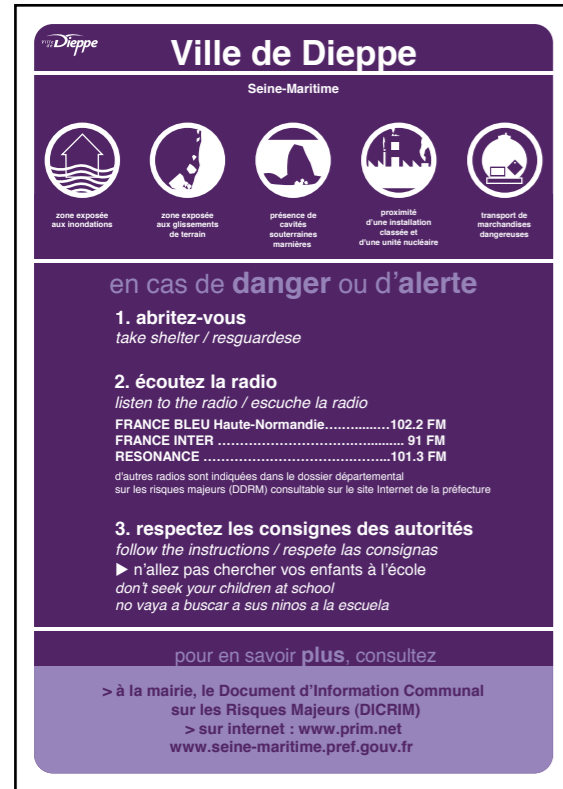 Ville de Dieppe
Ville de Dieppe
Seine-Maritime
zone exposée
aux inondations
zone exposée
aux glissements
de terrain
présence de
cavités
souterraines
marnières
proximité
d'une installation
classée et
d'une unité nucléaire
transport de
marchandises
dangereuses
en cas de danger ou d'alerte
1. abritez-vous
take shelter / resguardese
2. écoutez la radio
listen to the radio / escuche la radio
FRANCE BLEU Haute-Normandie…….....…102.2 FM
FRANCE INTER ………………………….......... 91 FM
RESONANCE ……………………….…...101.3 FM
d'autres radios sont indiquées dans le dossier départemental
sur les risques majeurs (DDRM) consultable sur le site Internet de la préfecture
3. respectez les consignes des autorités
follow the instructions / respete las consignas
▶ n'allez pas chercher vos enfants à l'école
don't seek your children at school
no vaya a buscar a sus ninos a la escuela
pour en savoir plus, consultez
> à la mairie, le Document d'Information Communal
sur les Risques Majeurs (DICRIM)
> sur internet : www.prim.net
www.seine-maritime.pref.gouv.fr